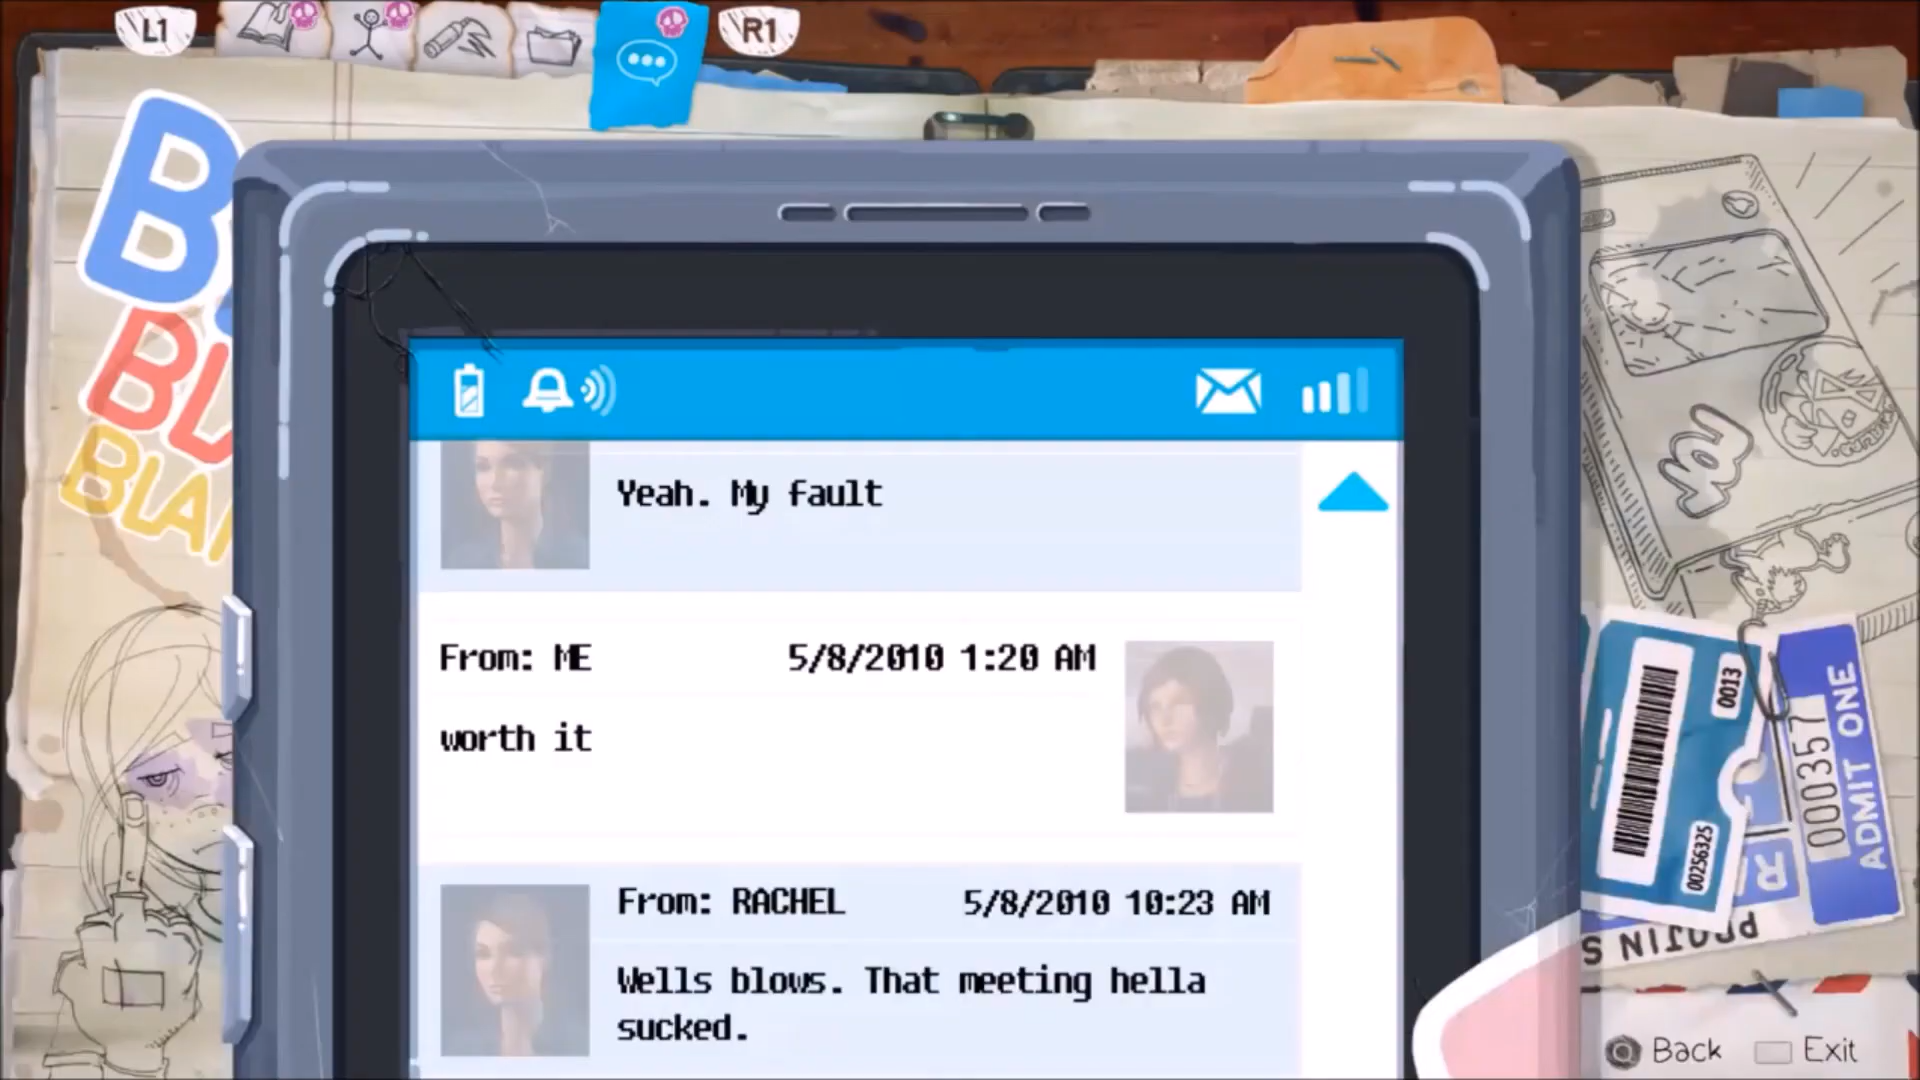 L1
R1
Yeah. My fault
From: ME 5/8/2010 1:20 AM
worth it
From: RACHEL 5/8/2010 10:23 AM
Wells blows. That meeting hella
sucked.
BLA
0013
00256325
000357
ADMIT ONE
Back Exit